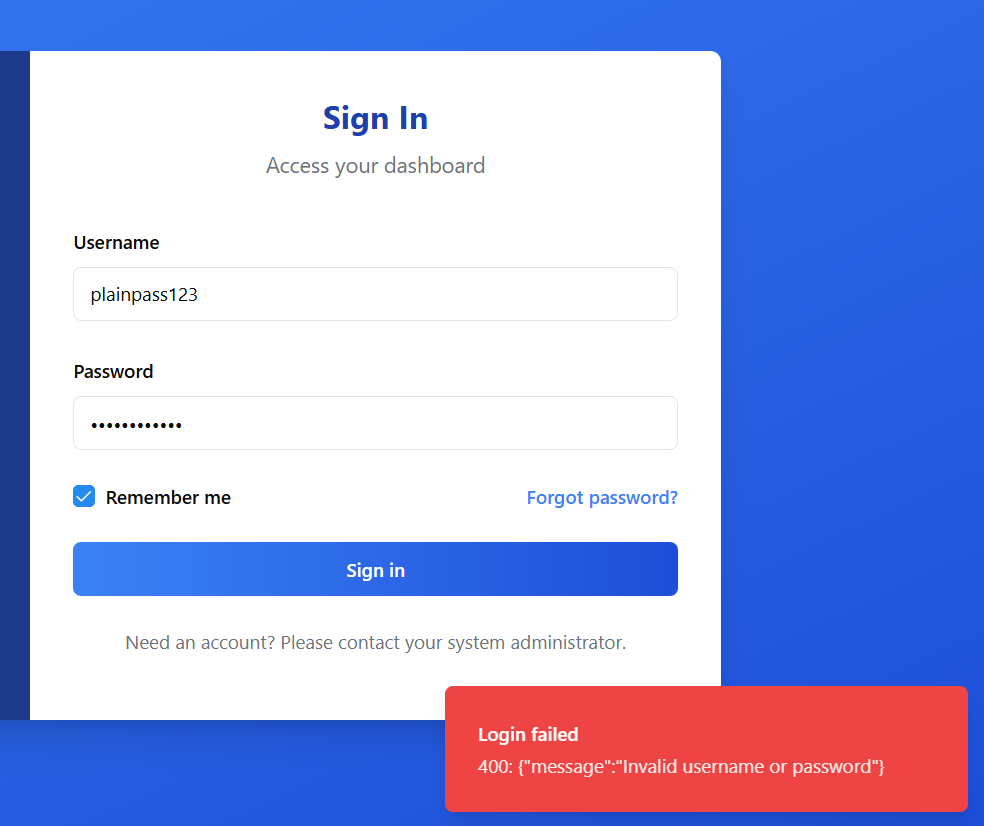 Sign In
Access your dashboard
Username
plainpass123
Password
••••••••••••
Remember me
Forgot password?
Sign in
Need an account? Please contact your system administrator.
Login failed
400: {"message":"Invalid username or password"}